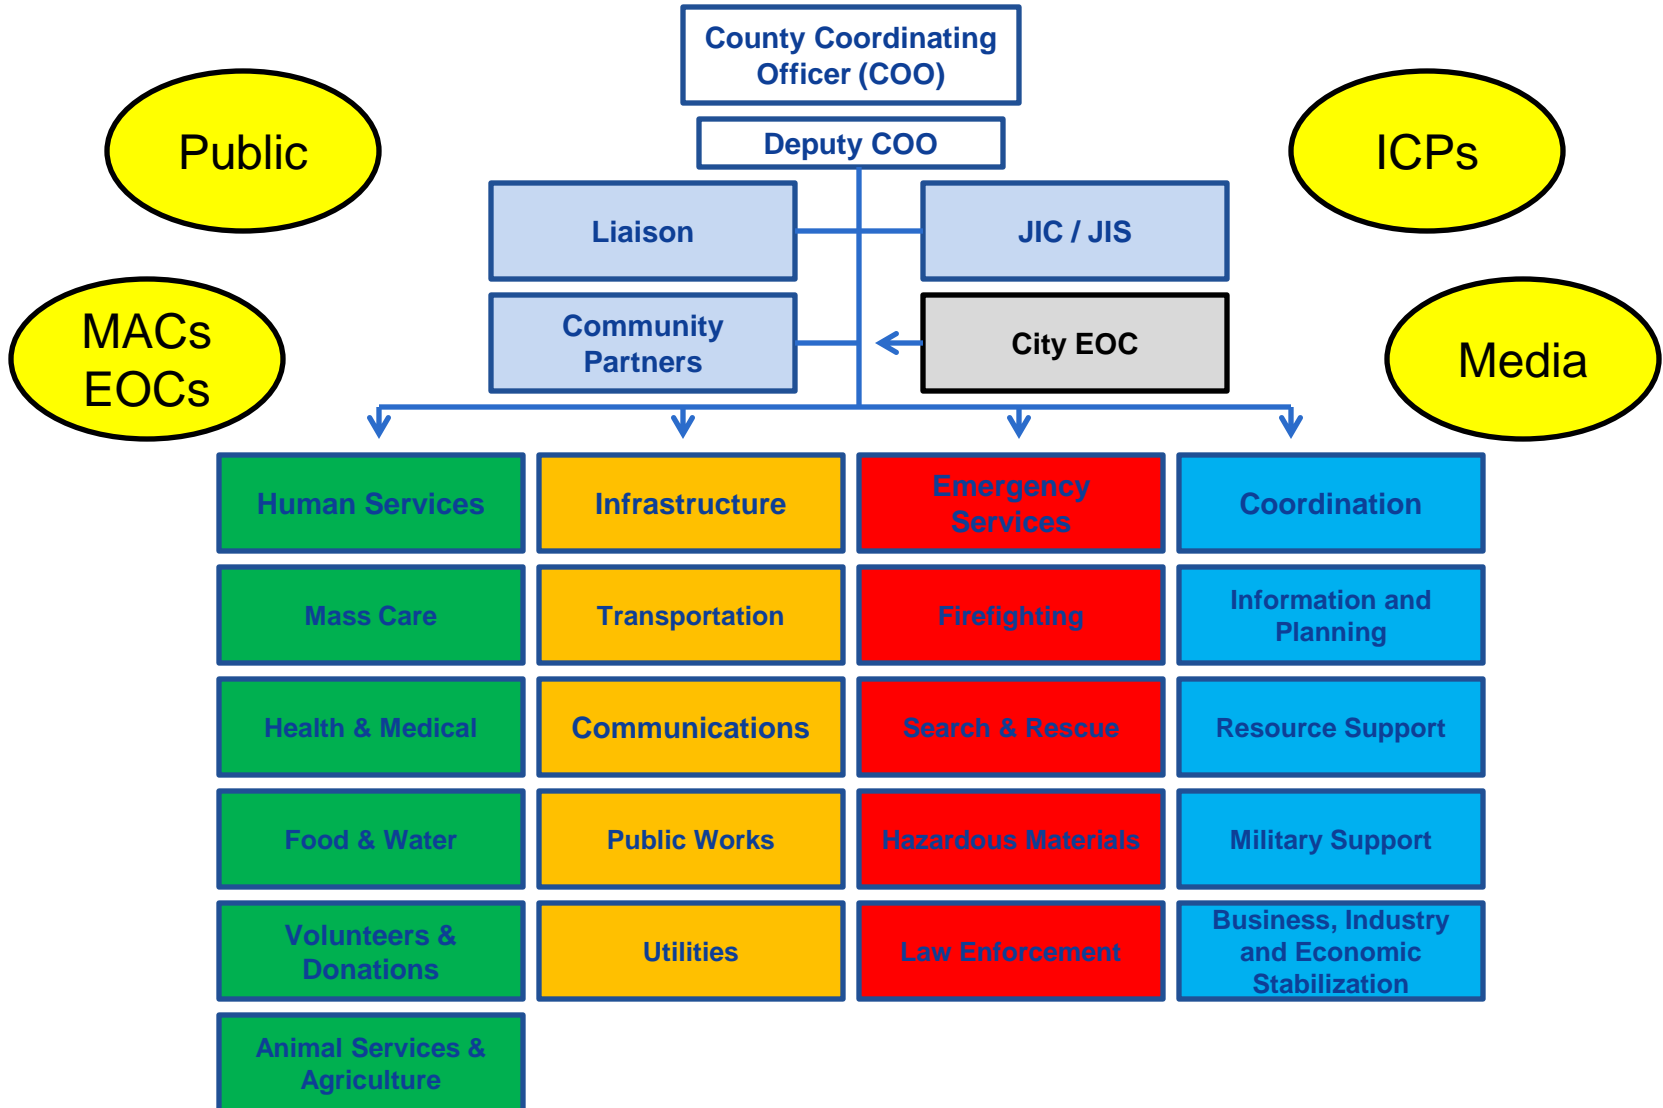 County Coordinating
Officer (COO)
Deputy COO
Public
ICPs
Liaison
JIC / JIS
MACs
EOCs
Community
Partners
City EOC
Media
Human Services
Infrastructure
Emergency
Services
Coordination
Mass Care
Transportation
Firefighting
Information and
Planning
Health & Medical
Communications
Search & Rescue
Resource Support
Food & Water
Public Works
Hazardous Materials
Military Support
Volunteers &
Donations
Utilities
Law Enforcement
Business, Industry
and Economic
Stabilization
Animal Services &
Agriculture